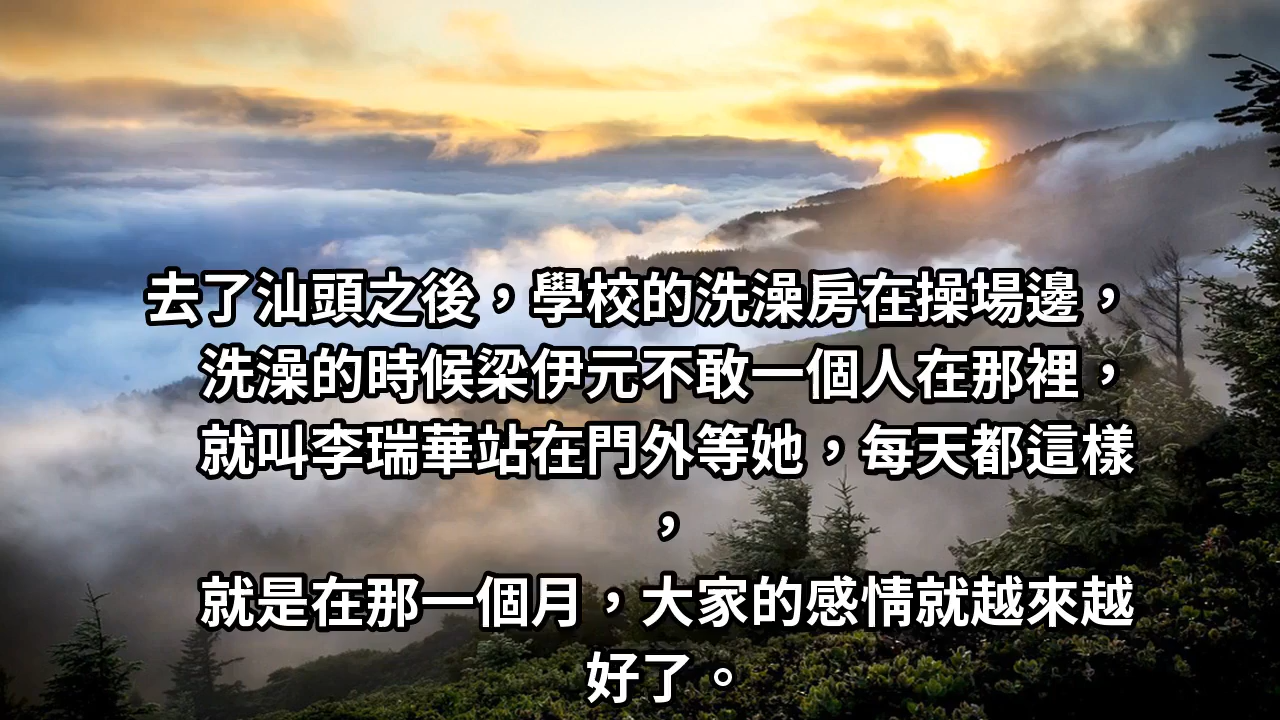 去了汕頭之後，學校的洗澡房在操場邊，
洗澡的時候梁伊元不敢一個人在那裡，
就叫李瑞華站在門外等她，每天都這樣
，
就是在那一個月，大家的感情就越來越
好了。